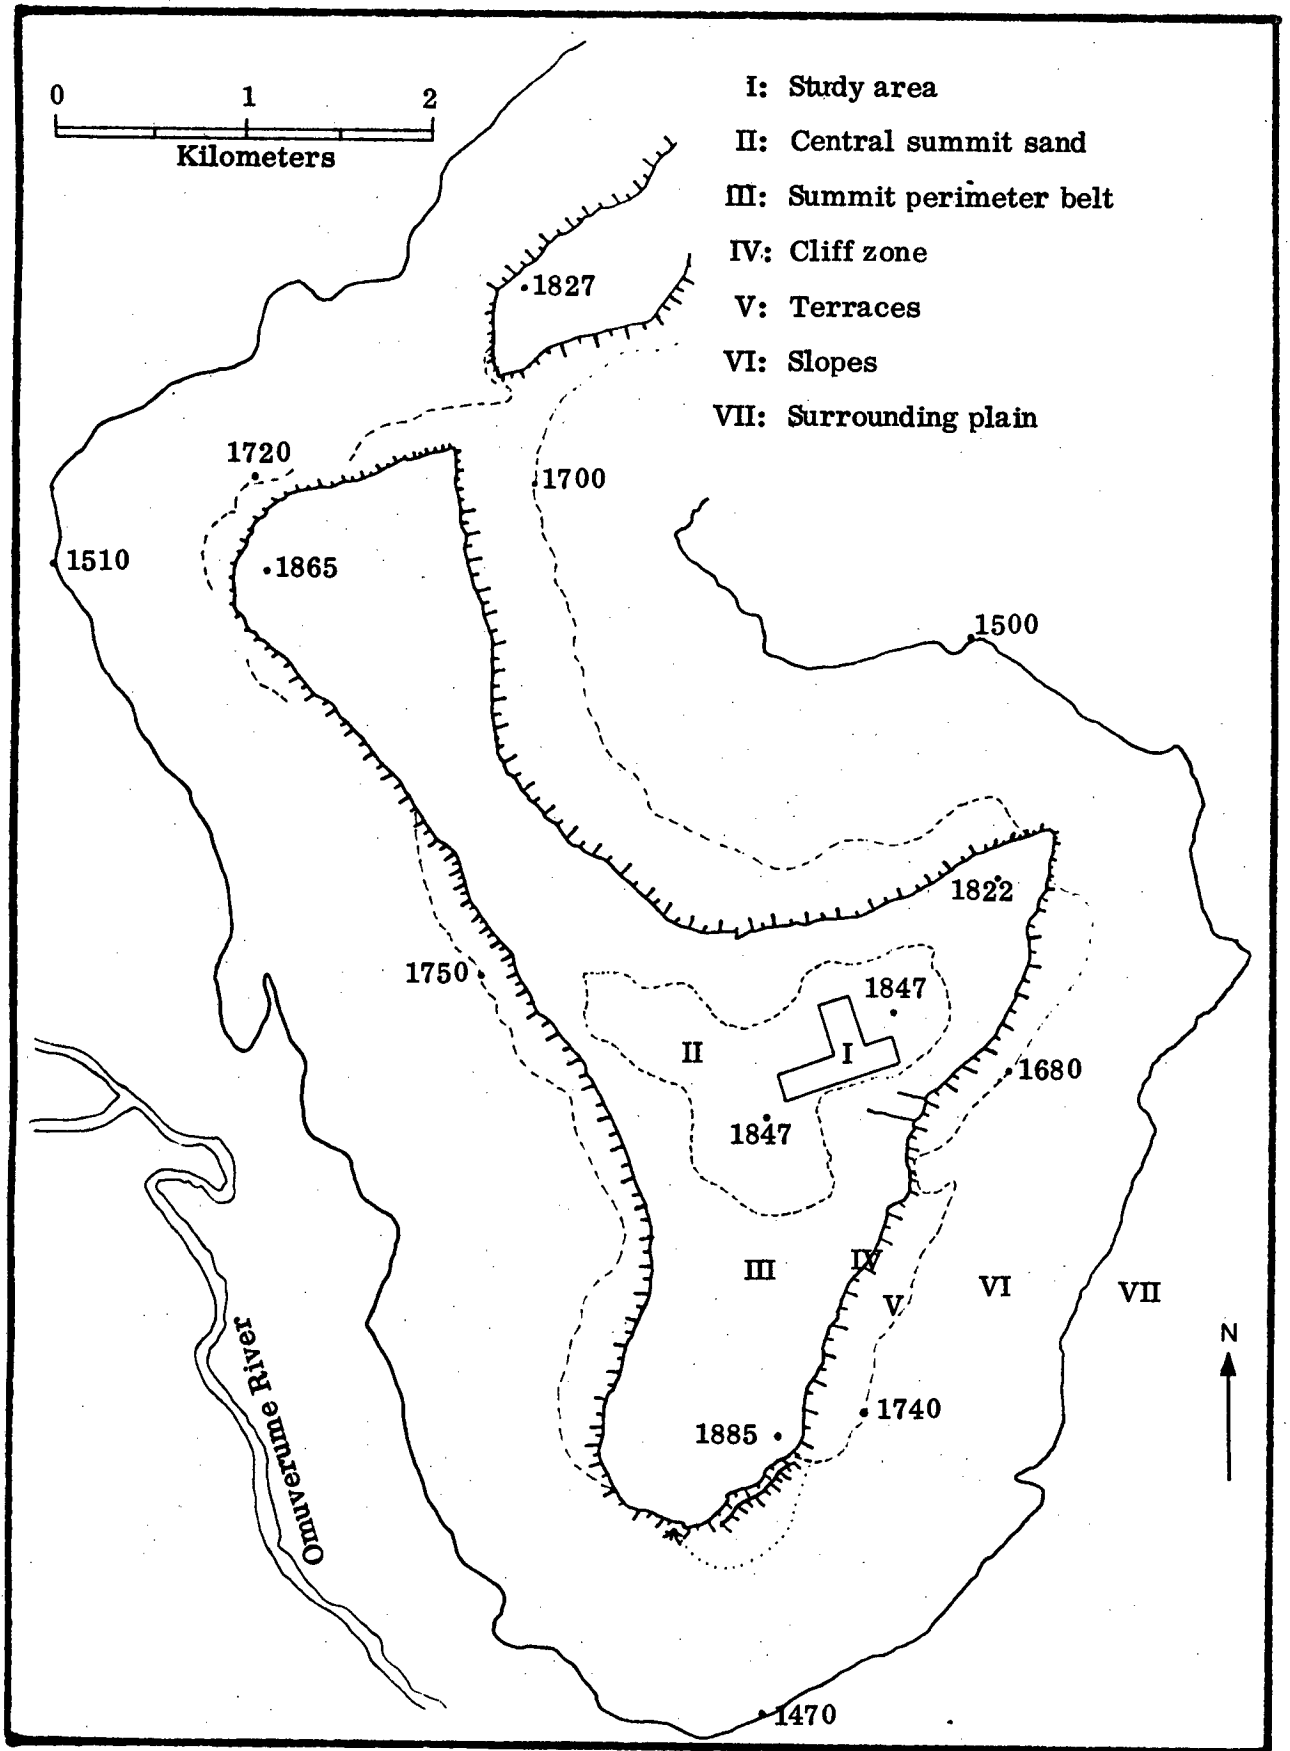 0 1 2
Kilometers
I: Study area
II: Central summit sand
III: Summit perimeter belt
IV: Cliff zone
V: Terraces
VI: Slopes
VII: Surrounding plain
1827
1720
1700
1510
1865
1500
1822
1750
1847
II
I
1680
1847
III
IV
VI
VII
V
N
Omuverume River
1740
1885
1470